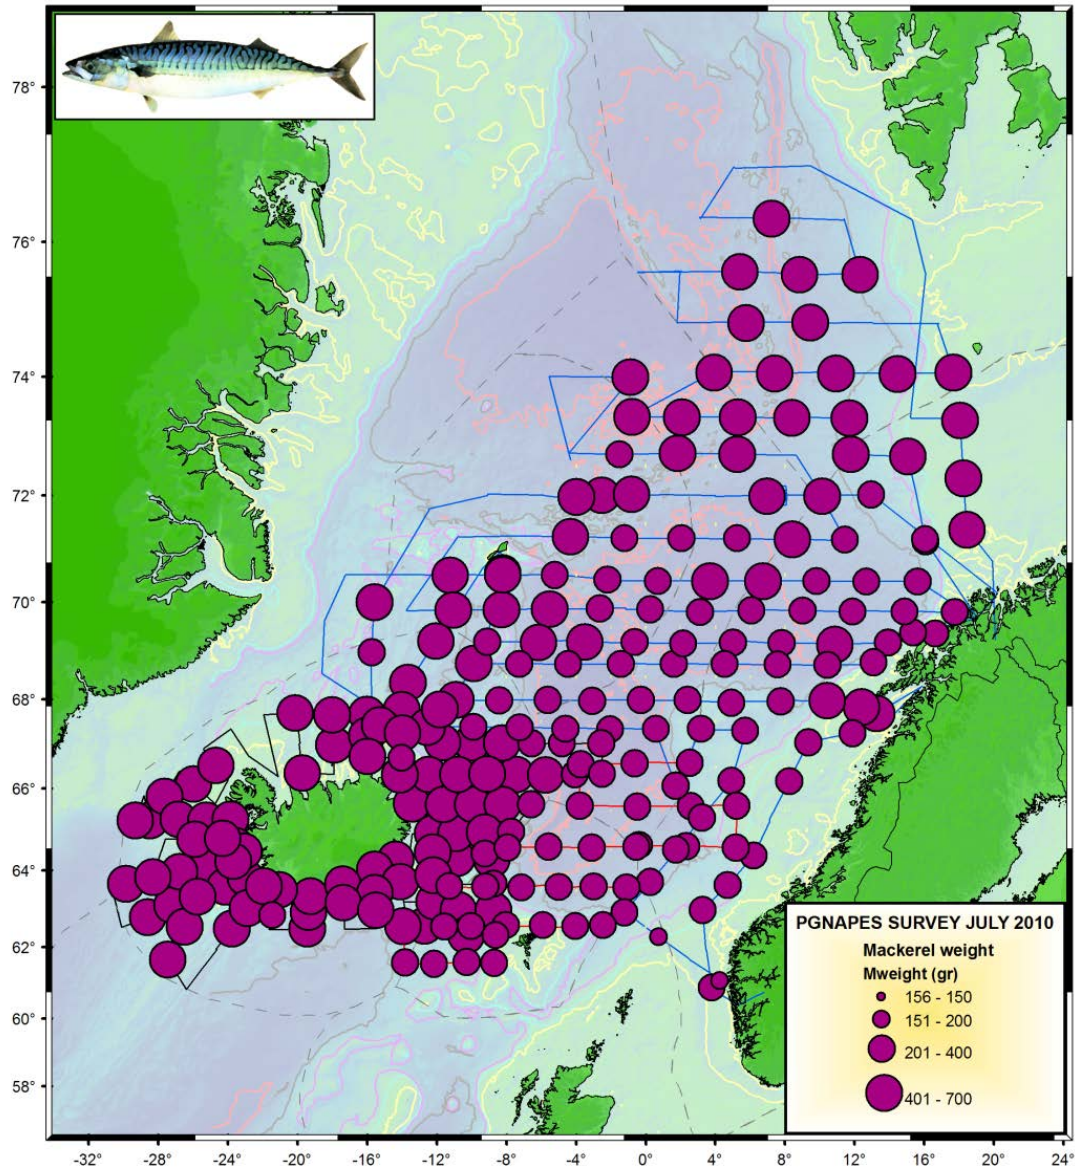 78°
76°
74°
72°
70°
68°
66°
64°
62°
60°
58°
PGNAPES SURVEY JULY 2010
Mackerel weight
Mweight (gr)
156 - 150
151 - 200
201 - 400
401 - 700
-32° -28° -24° -20° -16° -12° -8° -4° 0° 4° 8° 12° 16° 20° 24°